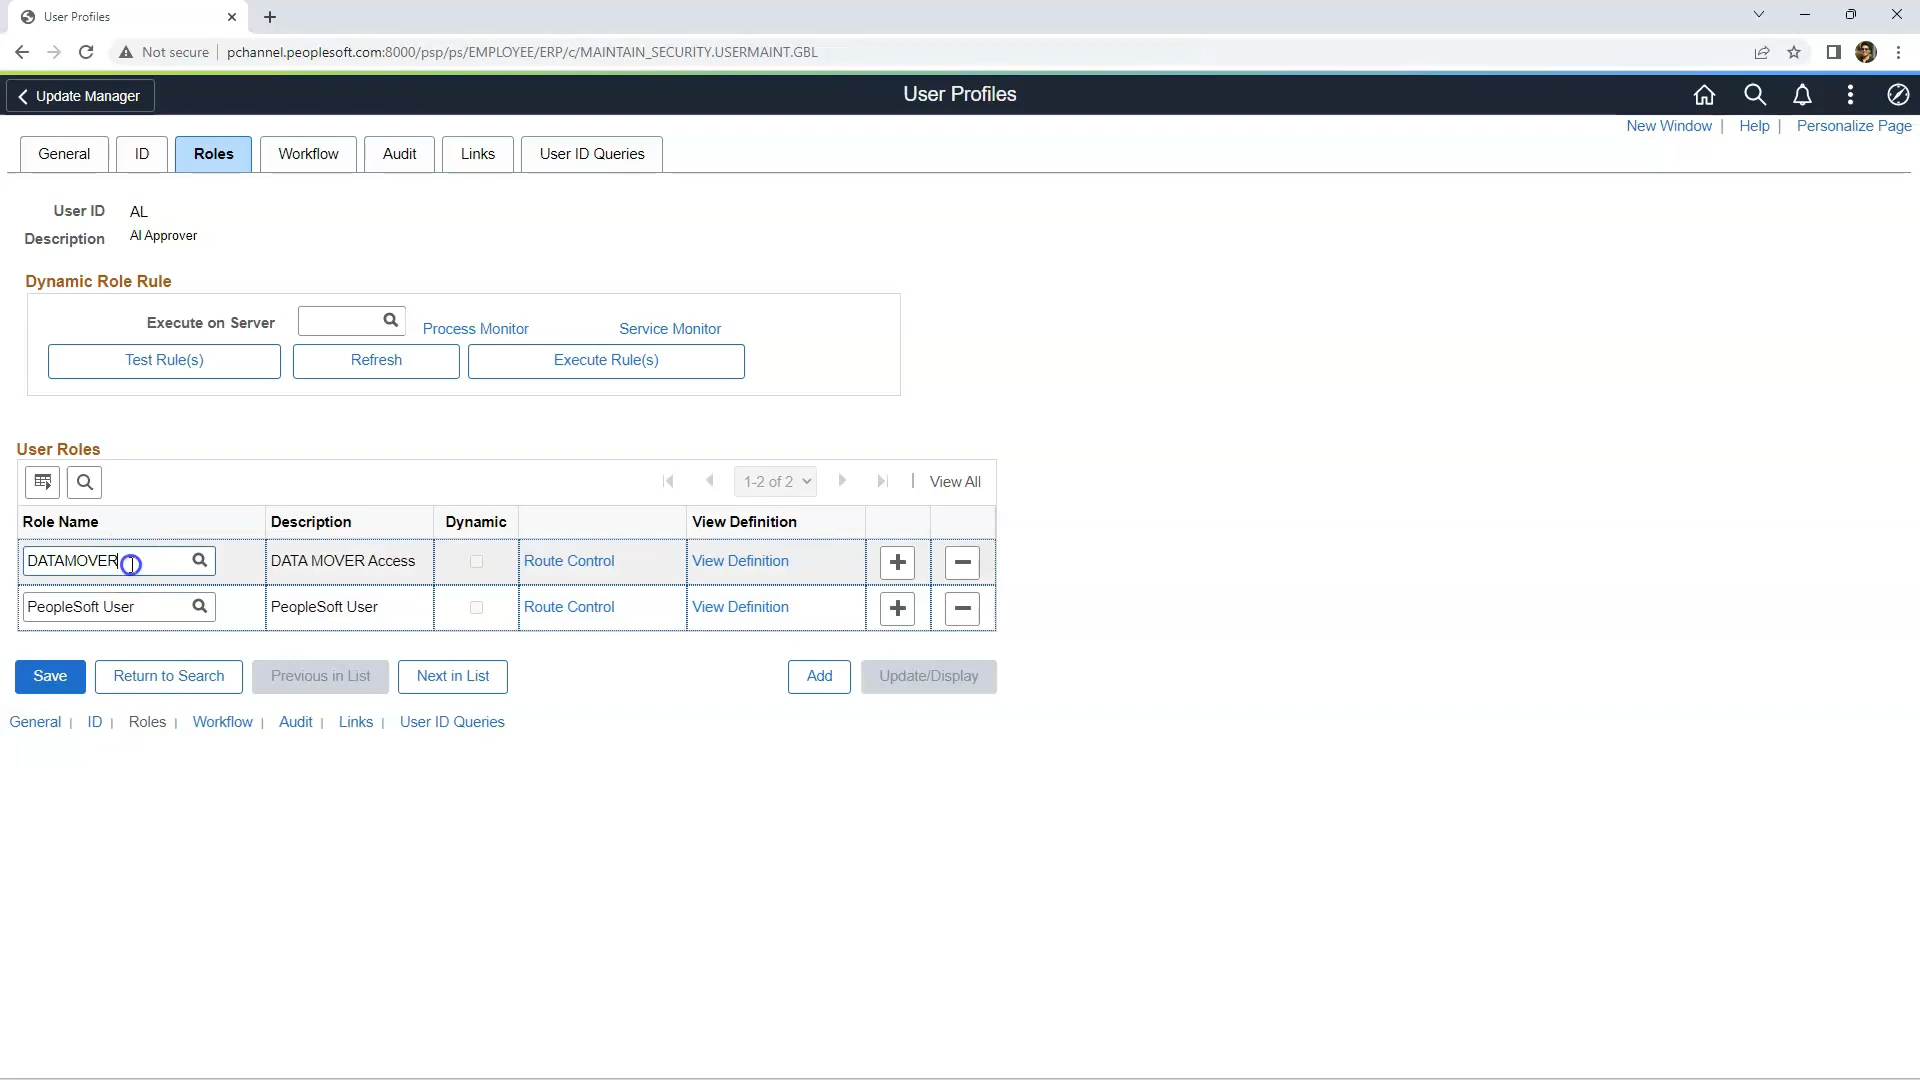 User Profiles
Not secure | pchannel.peoplesoft.com:8000/psp/ps/EMPLOYEE/ERP/c/MAINTAIN_SECURITY.USERMAINT.GBL
Update Manager
User Profiles
New Window | Help | Personalize Page
General ID Roles Workflow Audit Links User ID Queries
User ID AL
Description Al Approver
Dynamic Role Rule
Execute on Server Process Monitor Service Monitor
Test Rule(s) Refresh Execute Rule(s)
User Roles
1-2 of 2 | View All
Role Name Description Dynamic View Definition
DATAMOVER DATA MOVER Access Route Control View Definition
PeopleSoft User PeopleSoft User Route Control View Definition
Save Return to Search Previous in List Next in List Add Update/Display
General | ID | Roles | Workflow | Audit | Links | User ID Queries